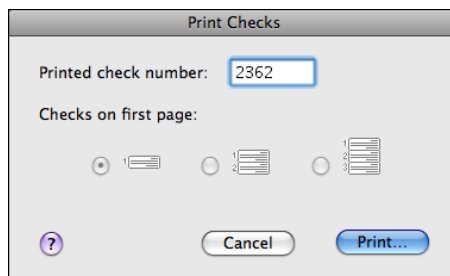 Print Checks
Printed check number: 2362
Checks on first page:
1 1 2 1 2 3
? Cancel Print...